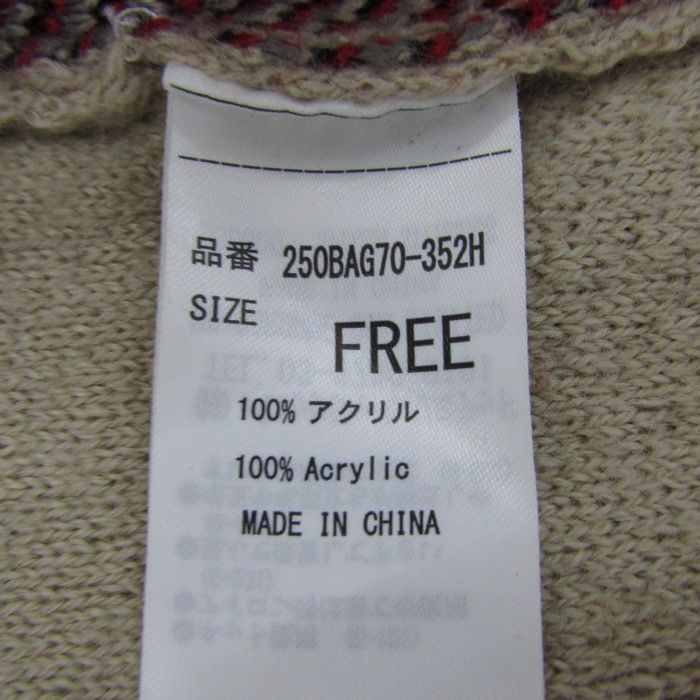 品番 250BAG70-352H
SIZE FREE
100% アクリル
100% Acrylic
MADE IN CHINA